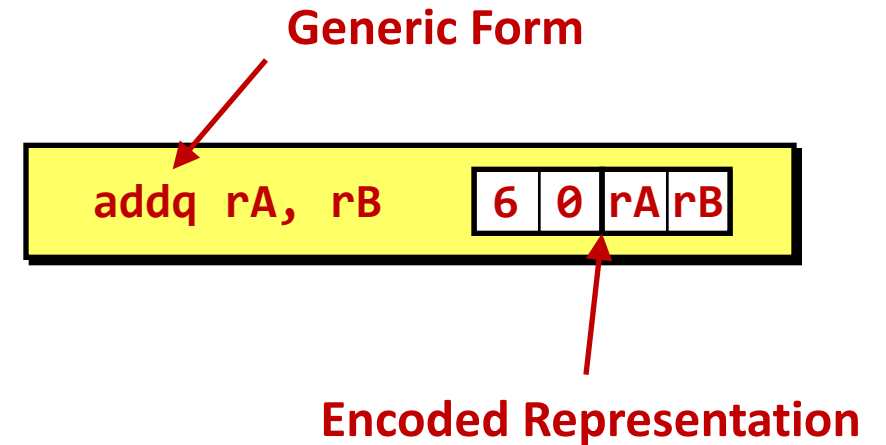 Generic Form
addq rA, rB 6 0 rA rB
Encoded Representation